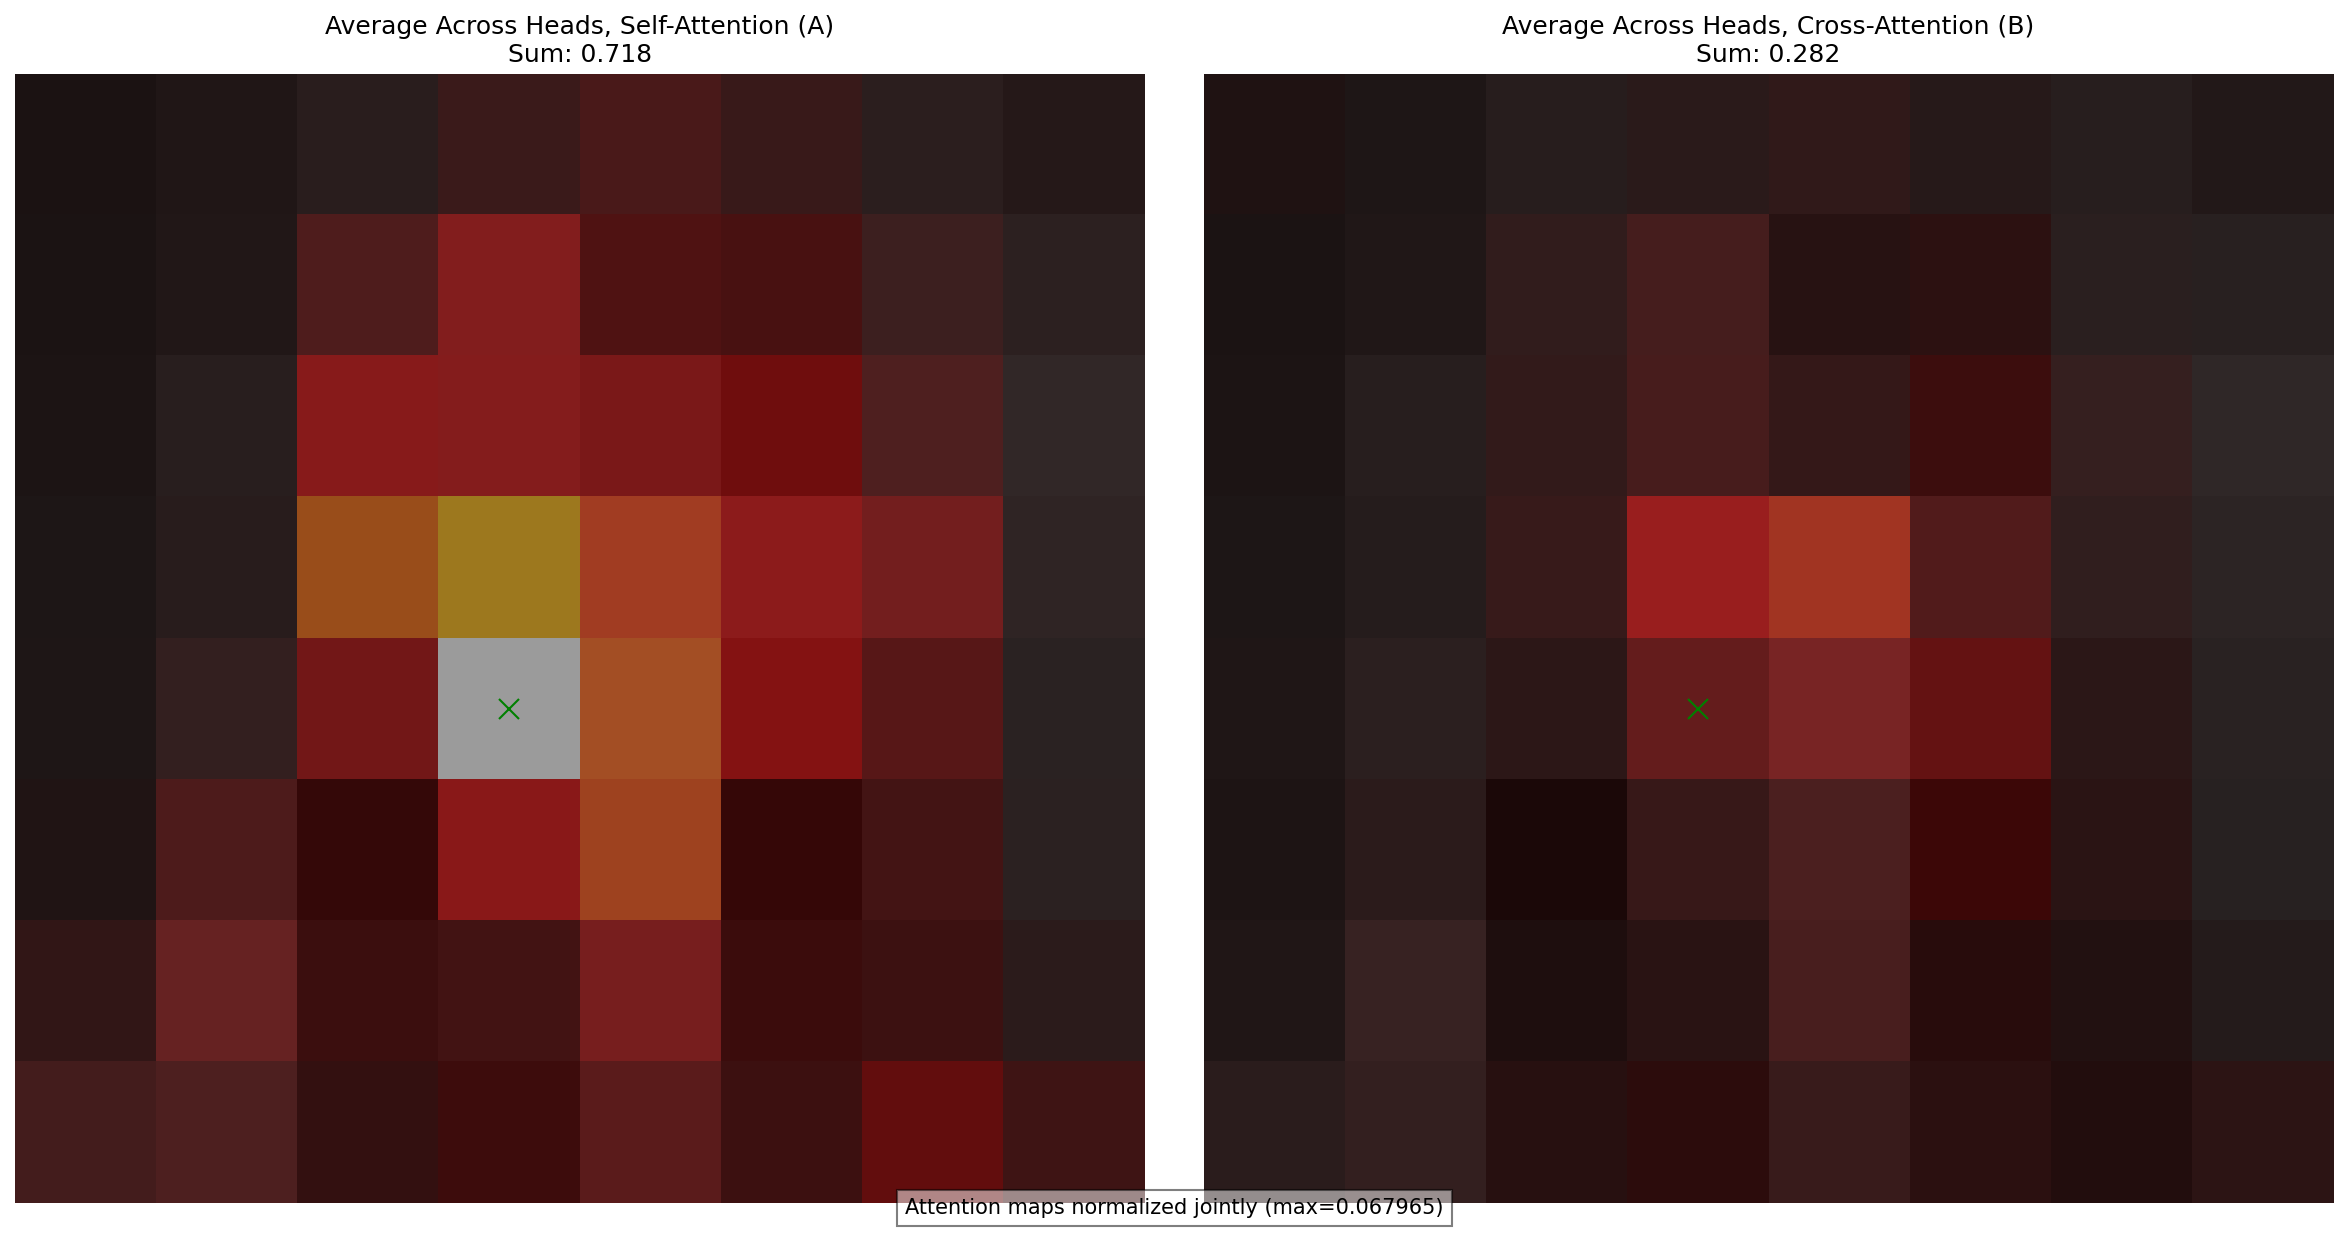 Average Across Heads, Self-Attention (A)
Sum: 0.718
Average Across Heads, Cross-Attention (B)
Sum: 0.282
Attention maps normalized jointly (max=0.067965)